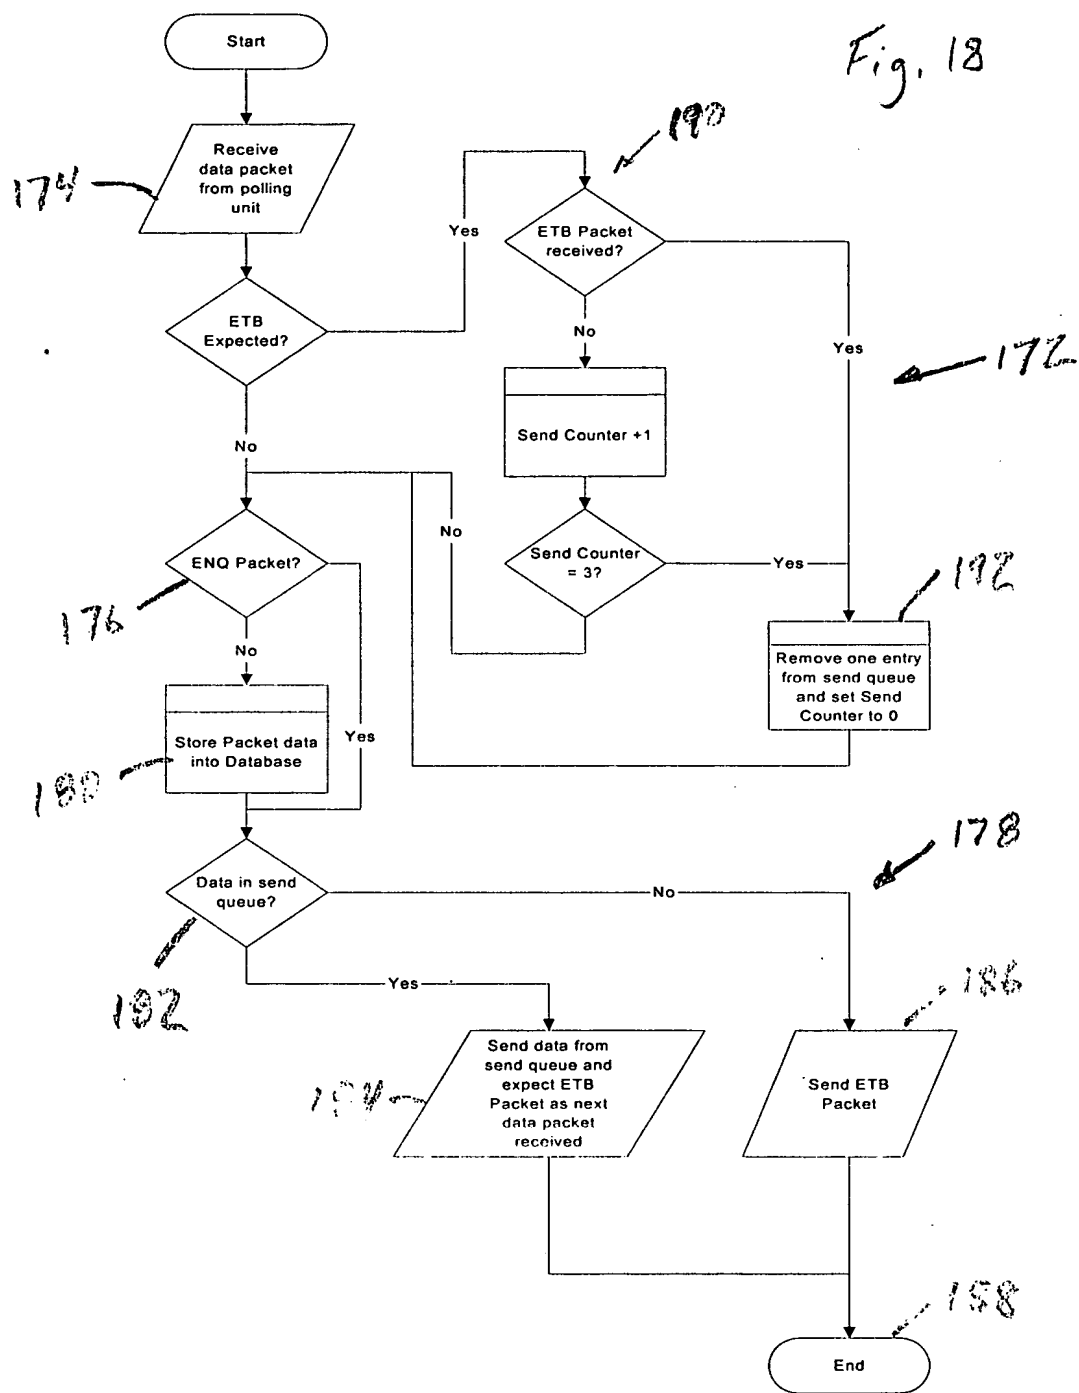 Start
Fig. 18
190
Receive
data packet
from polling
unit
174
Yes
ETB Packet
received?
ETB
Expected?
No
Yes
172
Send Counter +1
No
No
ENQ Packet?
Send Counter
= 3?
Yes
192
176
No
Remove one entry
from send queue
and set Send
Counter to 0
Store Packet data
into Database
Yes
180
178
Data in send
queue?
No
182
Yes
186
Send data from
send queue and
expect ETB
Packet as next
data packet
received
184
Send ETB
Packet
188
End